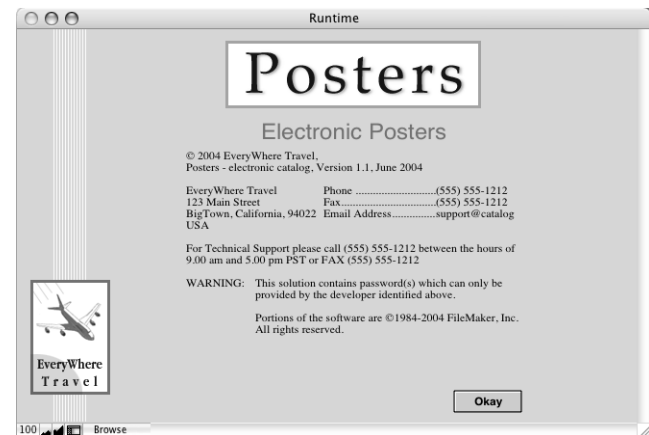 Runtime
Posters
Electronic Posters
© 2004 EveryWhere Travel,
Posters - electronic catalog, Version 1.1, June 2004
EveryWhere Travel Phone ...........................(555) 555-1212
123 Main Street Fax................................(555) 555-1212
BigTown, California, 94022 Email Address...............support@catalog
USA
For Technical Support please call (555) 555-1212 between the hours of
9.00 am and 5.00 pm PST or FAX (555) 555-1212
WARNING: This solution contains password(s) which can only be
provided by the developer identified above.
Portions of the software are ©1984-2004 FileMaker, Inc.
All rights reserved.
EveryWhere
Travel
Okay
100 Browse